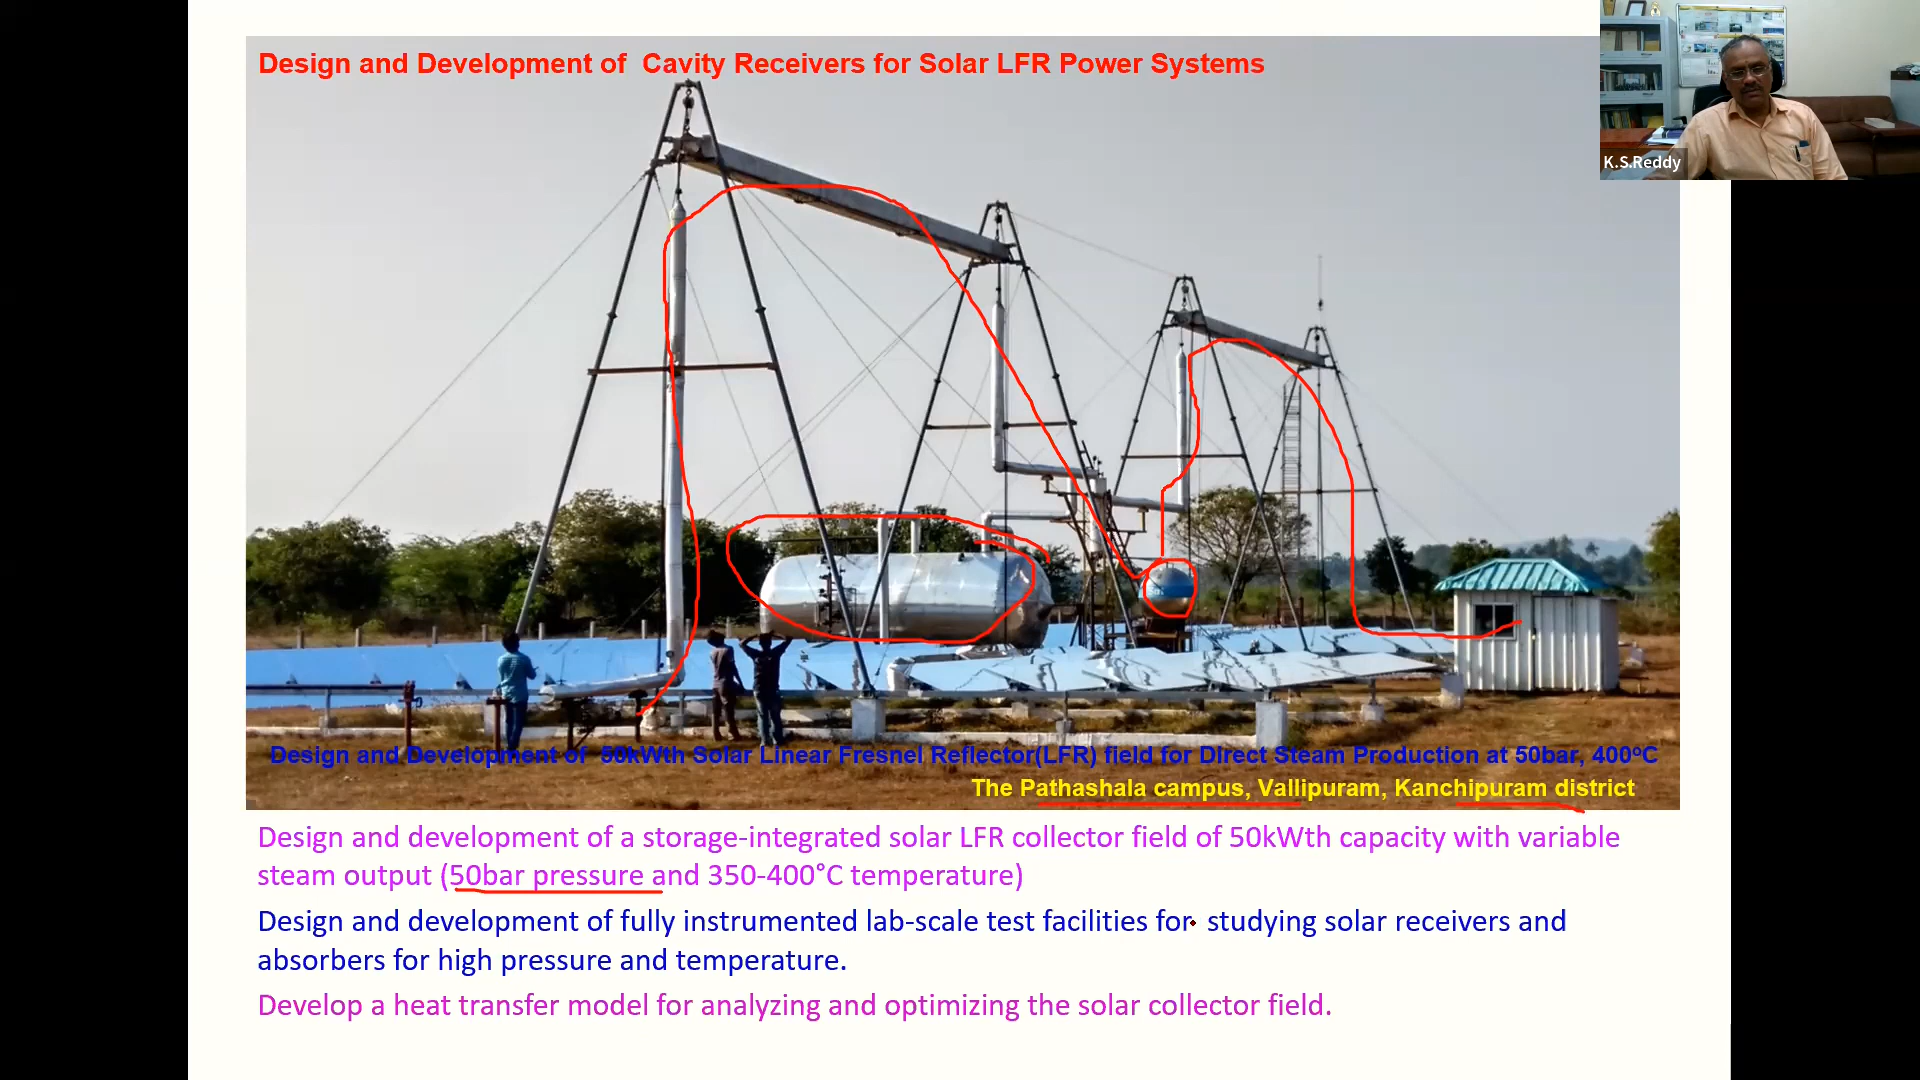 Design and Development of Cavity Receivers for Solar LFR Power Systems
K.S.Reddy
Design and Development of 50kWth Solar Linear Fresnel Reflector(LFR) field for Direct Steam Production at 50bar, 400ºC
The Pathashala campus, Vallipuram, Kanchipuram district
Design and development of a storage-integrated solar LFR collector field of 50kWth capacity with variable
steam output (50bar pressure and 350-400°C temperature)
Design and development of fully instrumented lab-scale test facilities for studying solar receivers and
absorbers for high pressure and temperature.
Develop a heat transfer model for analyzing and optimizing the solar collector field.